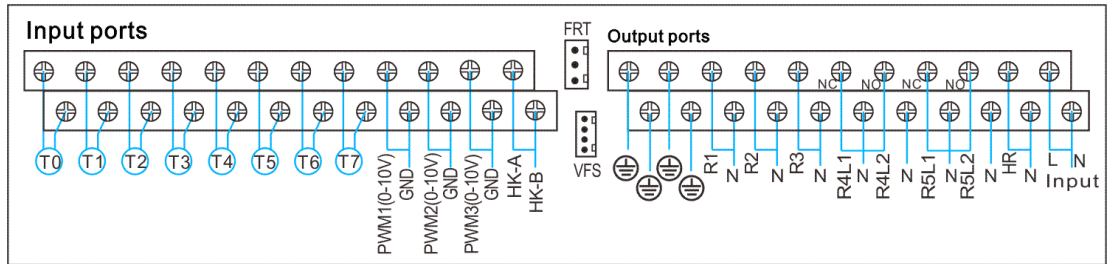 Input ports
FRT
Output ports
NC NO NC NO
T0 T1 T2 T3 T4 T5 T6 T7
PWM1(0-10V)
GND
PWM2(0-10V)
GND
PWM3(0-10V)
GND
HK-A
HK-B
VFS
R1
N
R2
N
R3
N
R4L1
R4L2
N
R5L1
R5L2
N
HR
N
L
N
Input